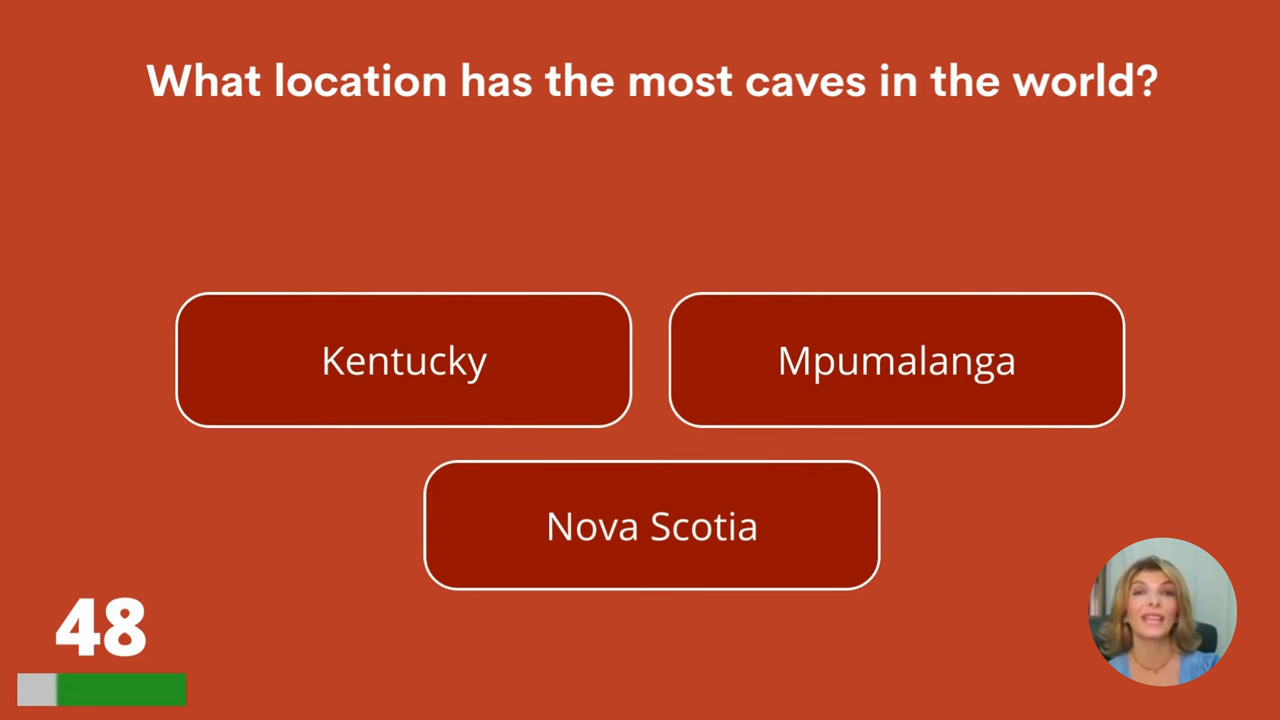 What location has the most caves in the world?
Kentucky
Mpumalanga
Nova Scotia
48